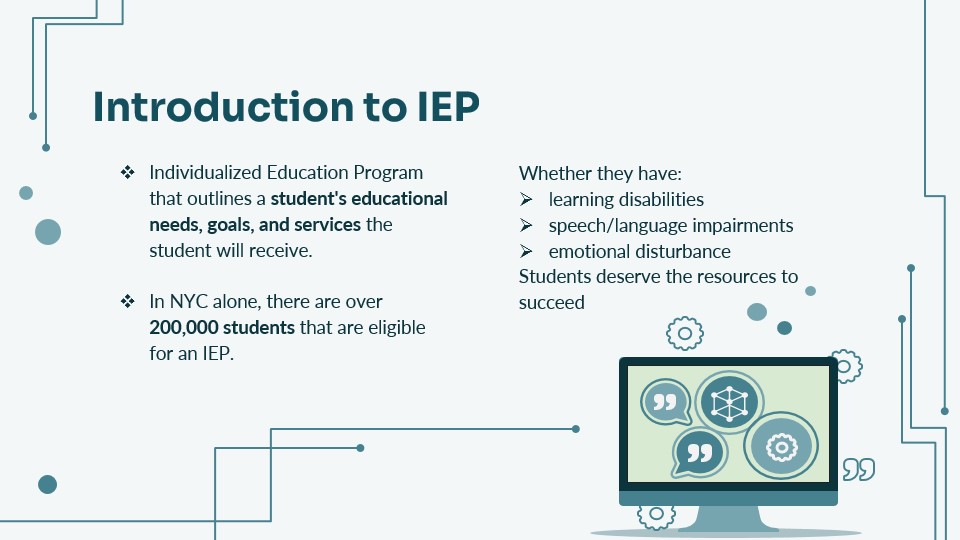 Introduction to IEP
❖ Individualized Education Program
that outlines a student's educational
needs, goals, and services the
student will receive.
❖ In NYC alone, there are over
200,000 students that are eligible
for an IEP.
Whether they have:
➢ learning disabilities
➢ speech/language impairments
➢ emotional disturbance
Students deserve the resources to
succeed